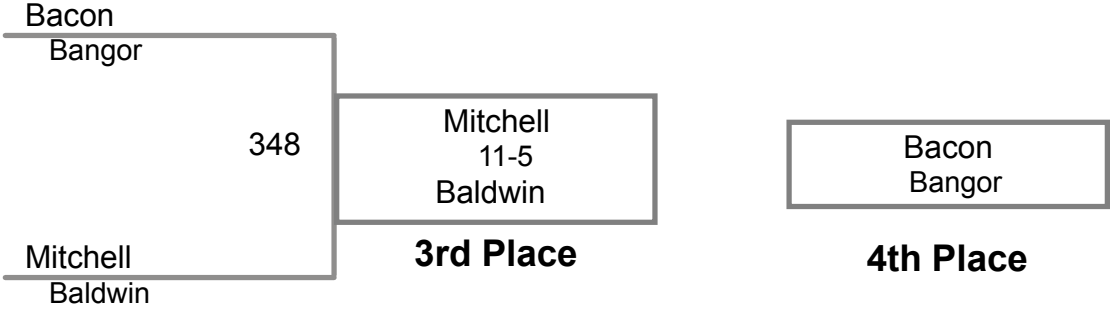 Bacon
Bangor
348
Mitchell
Baldwin
Mitchell
11-5
Baldwin
3rd Place
Bacon
Bangor
4th Place